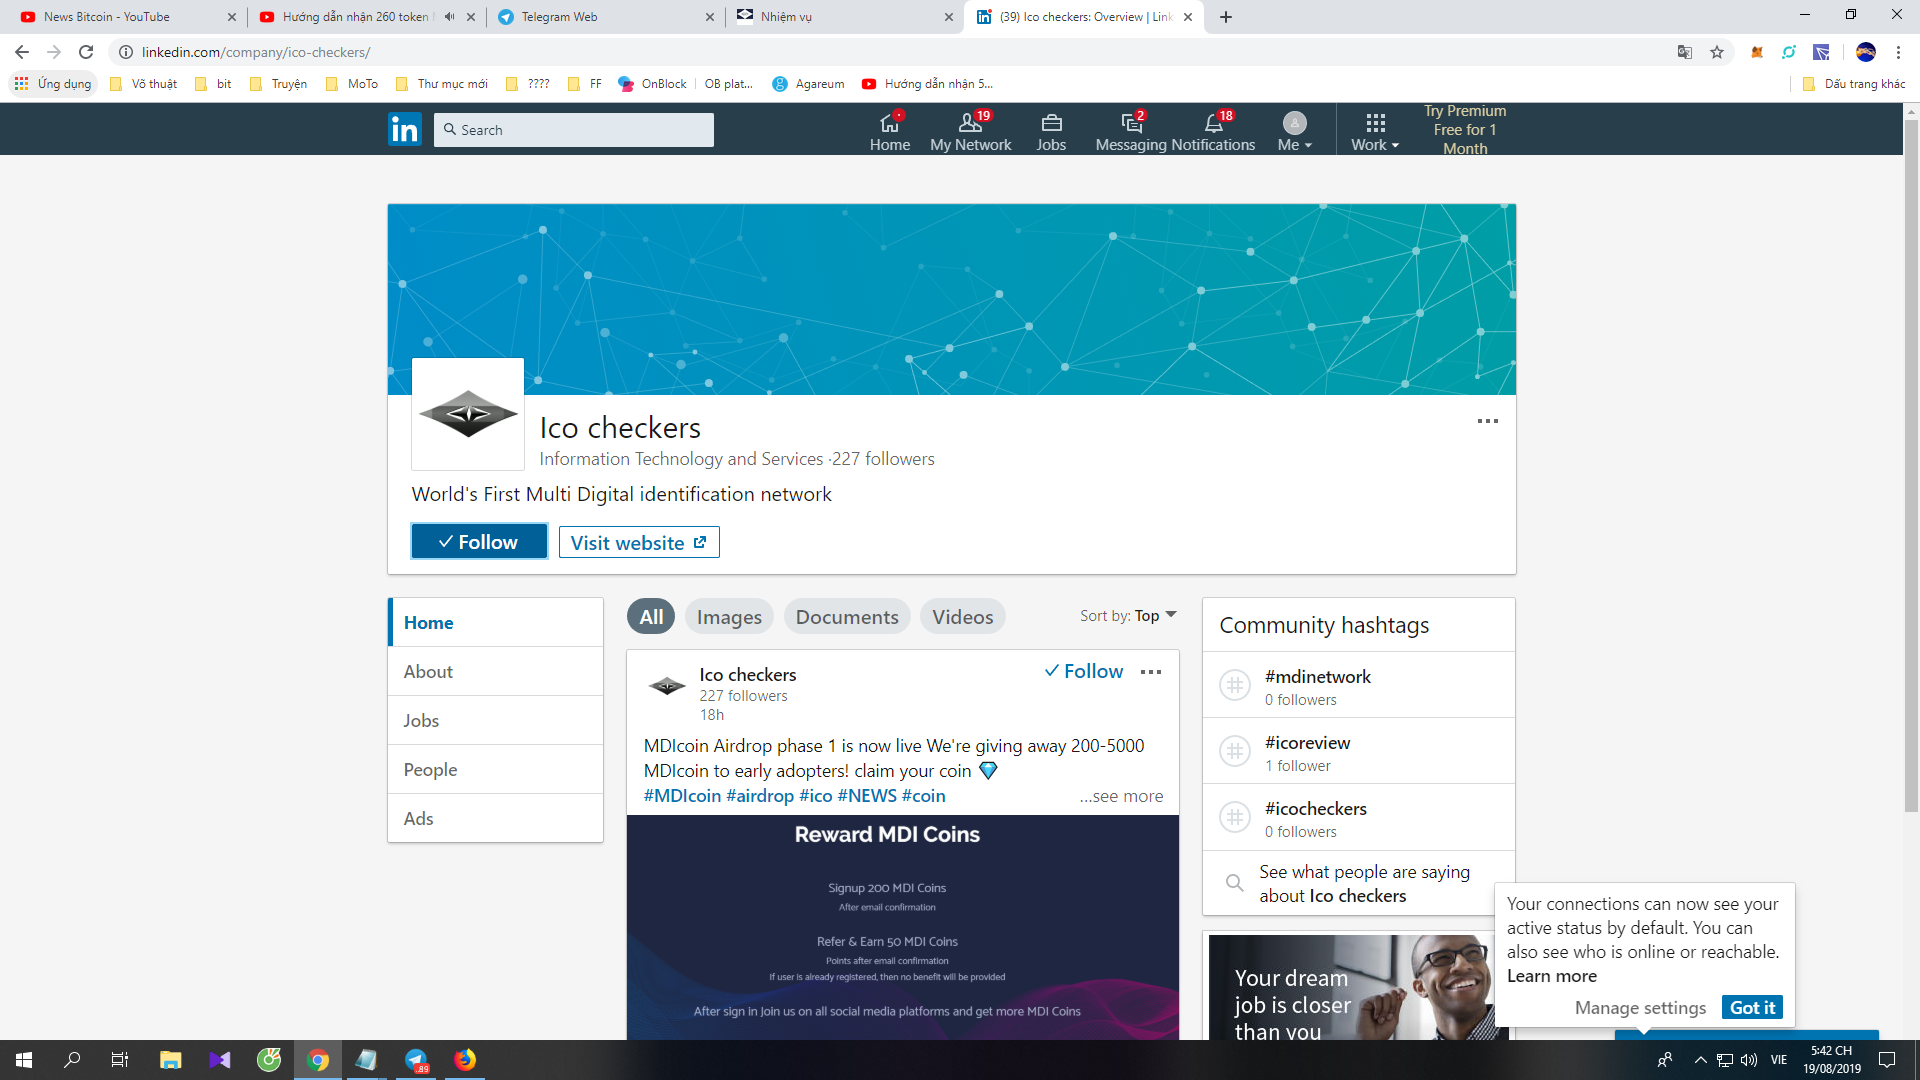 News Bitcoin - YouTube
Hướng dẫn nhận 260 token
Telegram Web
Nhiệm vụ
(39) Ico checkers: Overview | Link
linkedin.com/company/ico-checkers/
Ứng dụng
Võ thuật
bit
Truyện
MoTo
Thư mục mới
????
FF
OnBlock
OB plat...
Agareum
Hướng dẫn nhận 5...
Dấu trang khác
in
Search
Home
19
My Network
Jobs
2
Messaging
18
Notifications
Me
Work
Try Premium
Free for 1
Month
Ico checkers
Information Technology and Services ·227 followers
World's First Multi Digital identification network
Follow
Visit website
Home
About
Jobs
People
Ads
All
Images
Documents
Videos
Sort by: Top
Ico checkers
227 followers
18h
Follow
MDIcoin Airdrop phase 1 is now live We're giving away 200-5000
MDIcoin to early adopters! claim your coin 💎
#MDIcoin #airdrop #ico #NEWS #coin
...see more
Reward MDI Coins
Signup 200 MDI Coins
After email confirmation
Refer & Earn 50 MDI Coins
Points after email confirmation
If user is already registered, then no benefit will be provided
After sign in Join us on all social media platforms and get more MDI Coins
Community hashtags
#mdinetwork
0 followers
#icoreview
1 follower
#icocheckers
0 followers
See what people are saying
about Ico checkers
Your dream
job is closer
than you
Your connections can now see your
active status by default. You can
also see who is online or reachable.
Learn more
Manage settings
Got it
.89
VIE
5:42 CH
19/08/2019